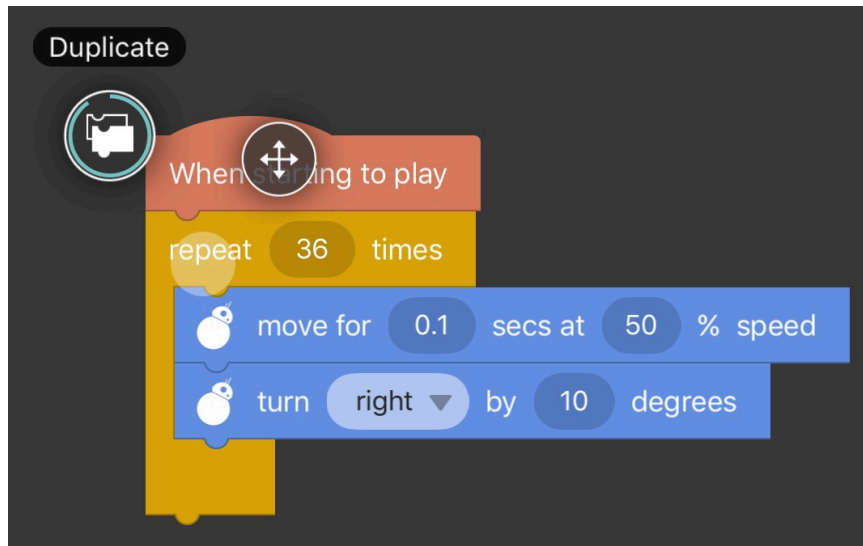 Duplicate
When starting to play
repeat 36 times
move for 0.1 secs at 50 % speed
turn right by 10 degrees